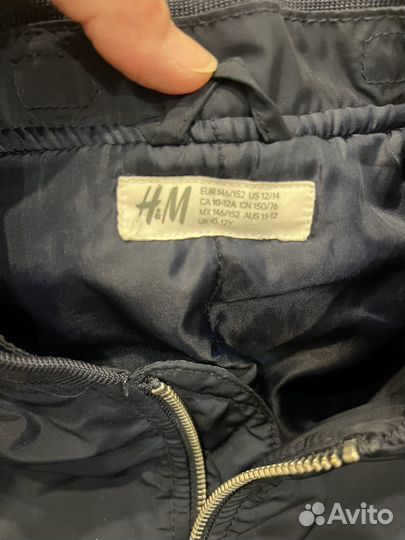 H&M
EUR 146/152 US 12/14
CA 10-12A CN 150/76
MX 146/152 AUS 11-12
UK 10-12Y
Avito